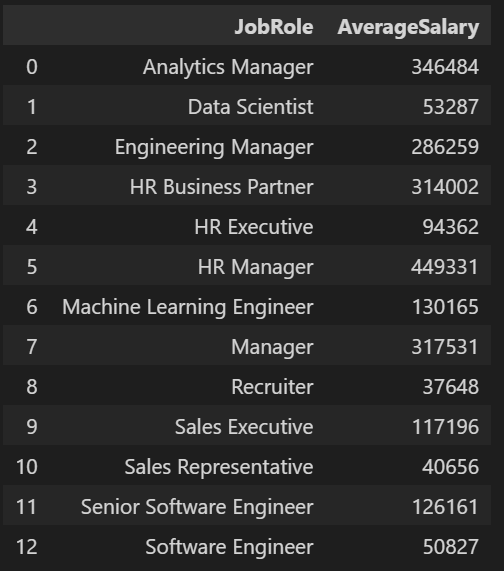 JobRole AverageSalary
0 Analytics Manager 346484
1 Data Scientist 53287
2 Engineering Manager 286259
3 HR Business Partner 314002
4 HR Executive 94362
5 HR Manager 449331
6 Machine Learning Engineer 130165
7 Manager 317531
8 Recruiter 37648
9 Sales Executive 117196
10 Sales Representative 40656
11 Senior Software Engineer 126161
12 Software Engineer 50827